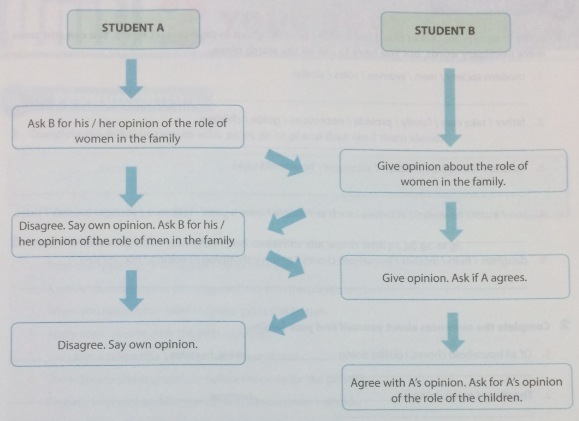 STUDENT A
STUDENT B
Ask B for his / her opinion of the role of
women in the family
Give opinion about the role of
women in the family.
Disagree. Say own opinion. Ask B for his /
her opinion of the role of men in the family
Give opinion. Ask if A agrees.
Disagree. Say own opinion.
Agree with A's opinion. Ask for A's opinion
of the role of the children.